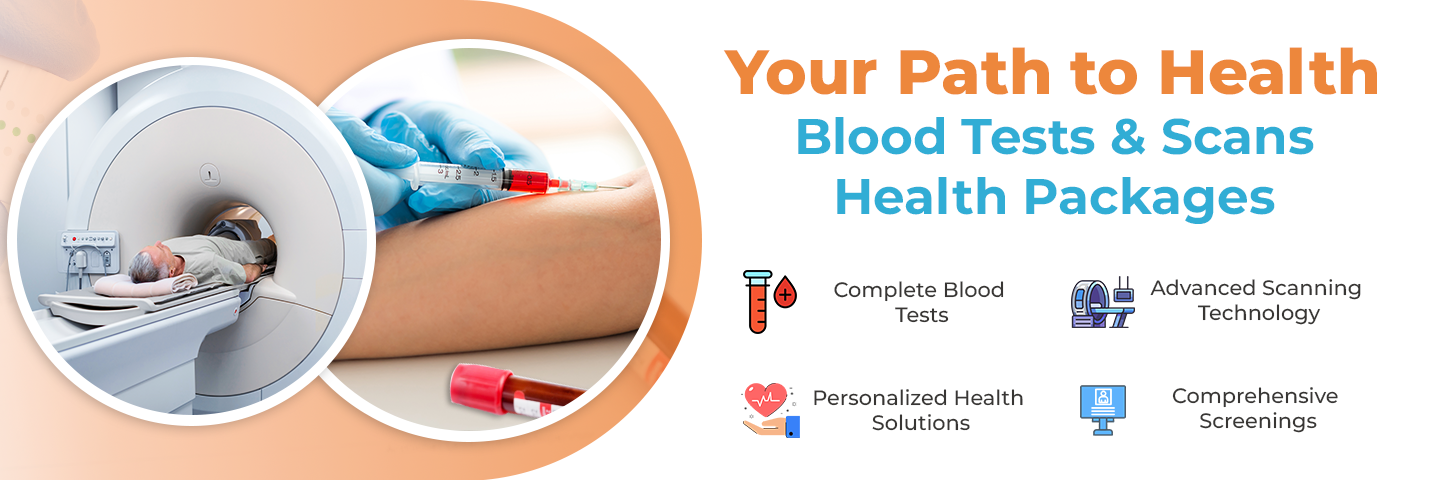 Your Path to Health
Blood Tests & Scans
Health Packages
Complete Blood
Tests
Advanced Scanning
Technology
Personalized Health
Solutions
Comprehensive
Screenings